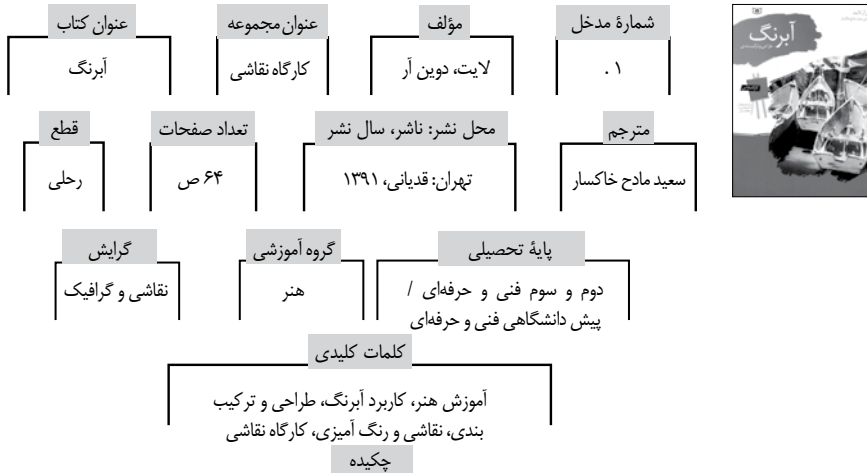 شمارهٔ مدخل
مؤلف
عنوان مجموعه
عنوان کتاب
۱.
لایت، دوین آر
کارگاه نقاشی
آبرنگ
مترجم
محل نشر: ناشر، سال نشر
تعداد صفحات
قطع
سعید مادح خاکسار
تهران: قدیانی، ۱۳۹۱
۶۴ ص
رحلی
پایهٔ تحصیلی
گروه آموزشی
گرایش
دوم و سوم فنی و حرفه‌ای /
پیش دانشگاهی فنی و حرفه‌ای
هنر
نقاشی و گرافیک
کلمات کلیدی
آموزش هنر، کاربرد آبرنگ، طراحی و ترکیب
بندی، نقاشی و رنگ آمیزی، کارگاه نقاشی
چکیده
آبرنگ